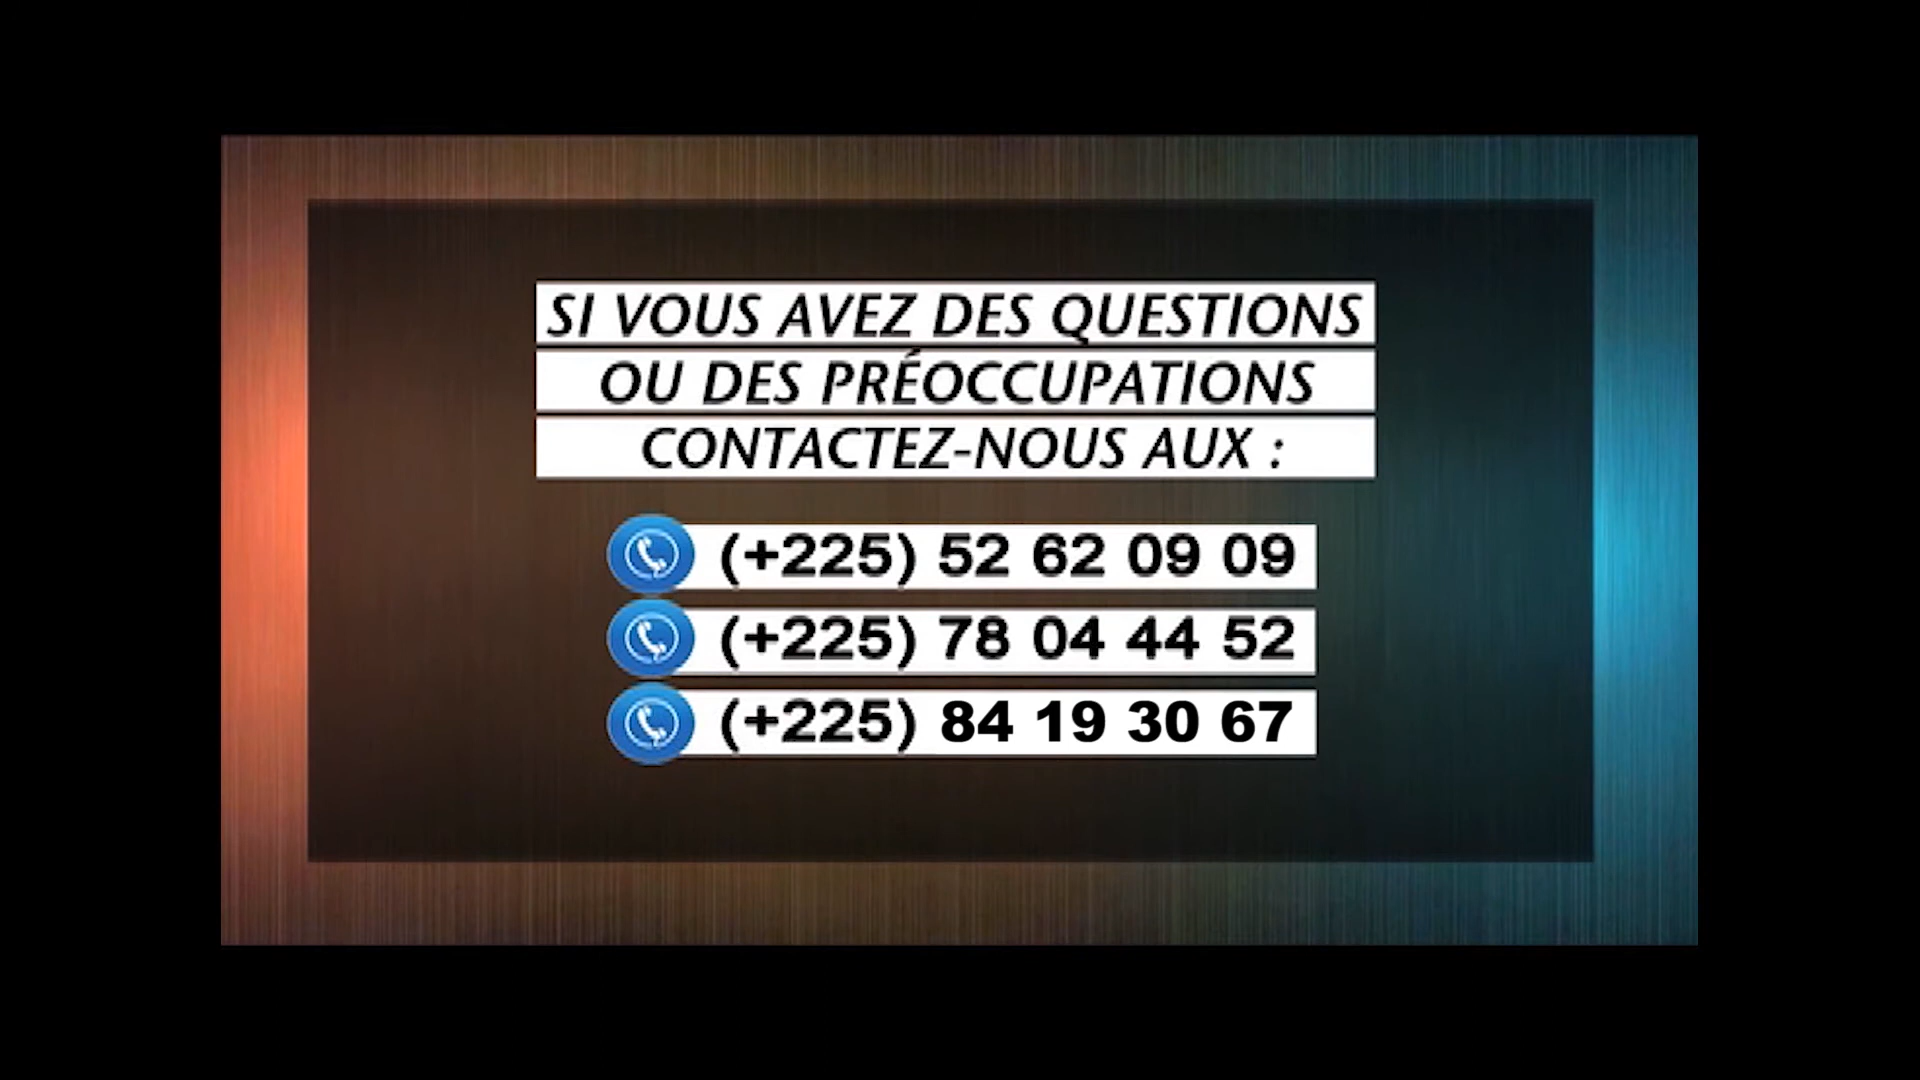 SI VOUS AVEZ DES QUESTIONS
OU DES PRÉOCCUPATIONS
CONTACTEZ-NOUS AUX :
(+225) 52 62 09 09
(+225) 78 04 44 52
(+225) 84 19 30 67